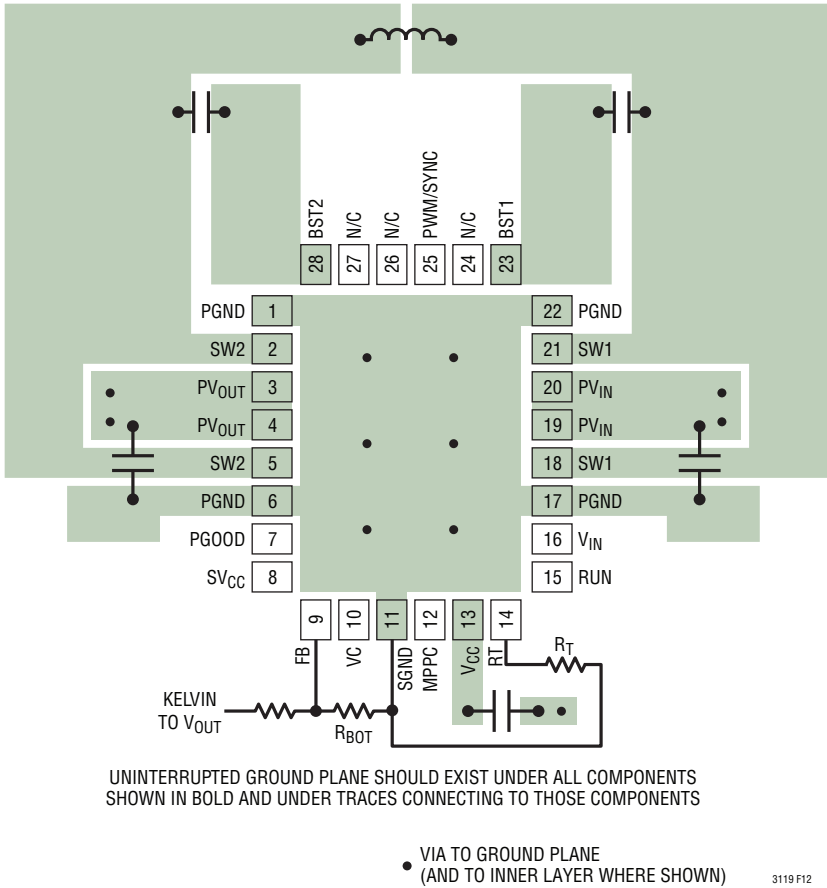 BST2
N/C
N/C
PWM/SYNC
N/C
BST1
28
27
26
25
24
23
PGND 1
22 PGND
SW2 2
21 SW1
PVOUT 3
20 PVIN
PVOUT 4
19 PVIN
SW2 5
18 SW1
PGND 6
17 PGND
PGOOD 7
16 VIN
SVCC 8
15 RUN
9
10
11
12
13
14
FB
VC
SGND
MPPC
VCC
RT
RT
KELVIN
TO VOUT
RBOT
UNINTERRUPTED GROUND PLANE SHOULD EXIST UNDER ALL COMPONENTS
SHOWN IN BOLD AND UNDER TRACES CONNECTING TO THOSE COMPONENTS
VIA TO GROUND PLANE
(AND TO INNER LAYER WHERE SHOWN)
3119 F12